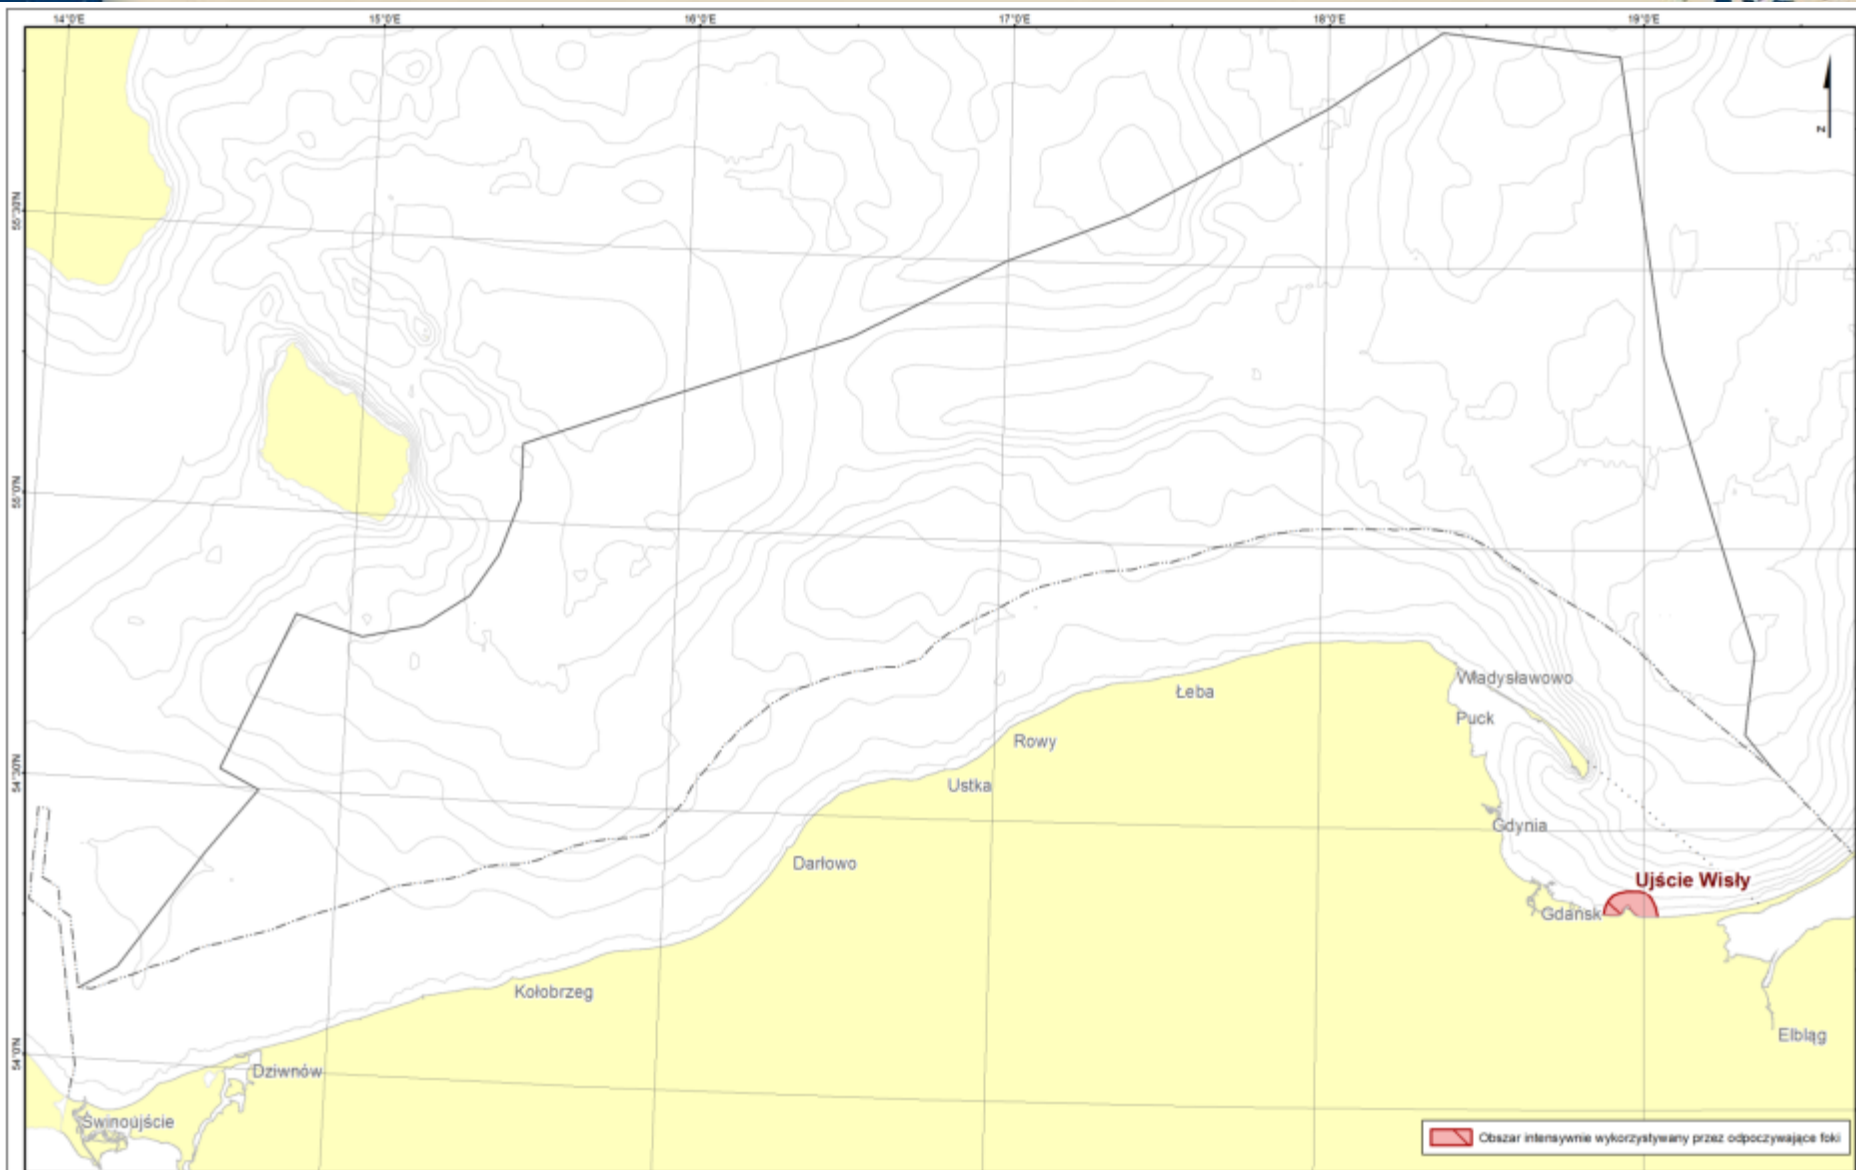 14°0'E 15°0'E 16°0'E 17°0'E 18°0'E 19°0'E
N
55°30'N
55°0'N
Władysławowo
Łeba
Puck
Rowy
54°30'N
Ustka
Gdynia
Darłowo
Ujście Wisły
Gdańsk
Kołobrzeg
Elbląg
54°0'N
Dziwnów
Świnoujście
Obszar intensywnie wykorzystywany przez odpoczywające foki